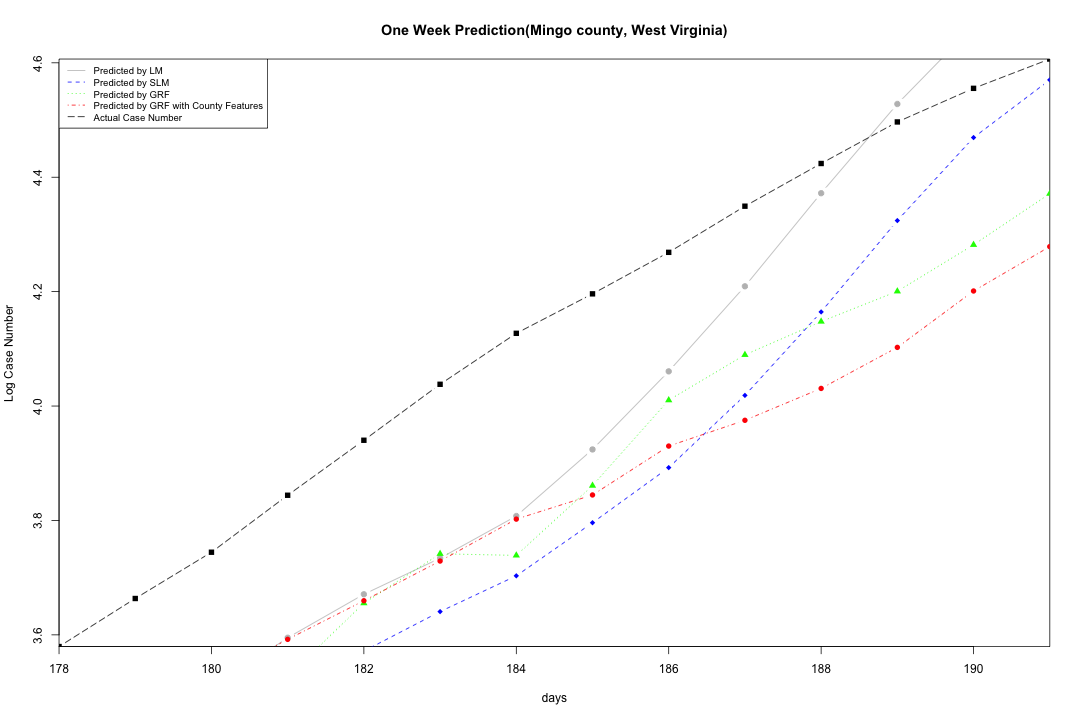 One Week Prediction(Mingo county, West Virginia)
Predicted by LM
Predicted by SLM
Predicted by GRF
Predicted by GRF with County Features
Actual Case Number
Log Case Number
4.6
4.4
4.2
4.0
3.8
3.6
178 180 182 184 186 188 190
days